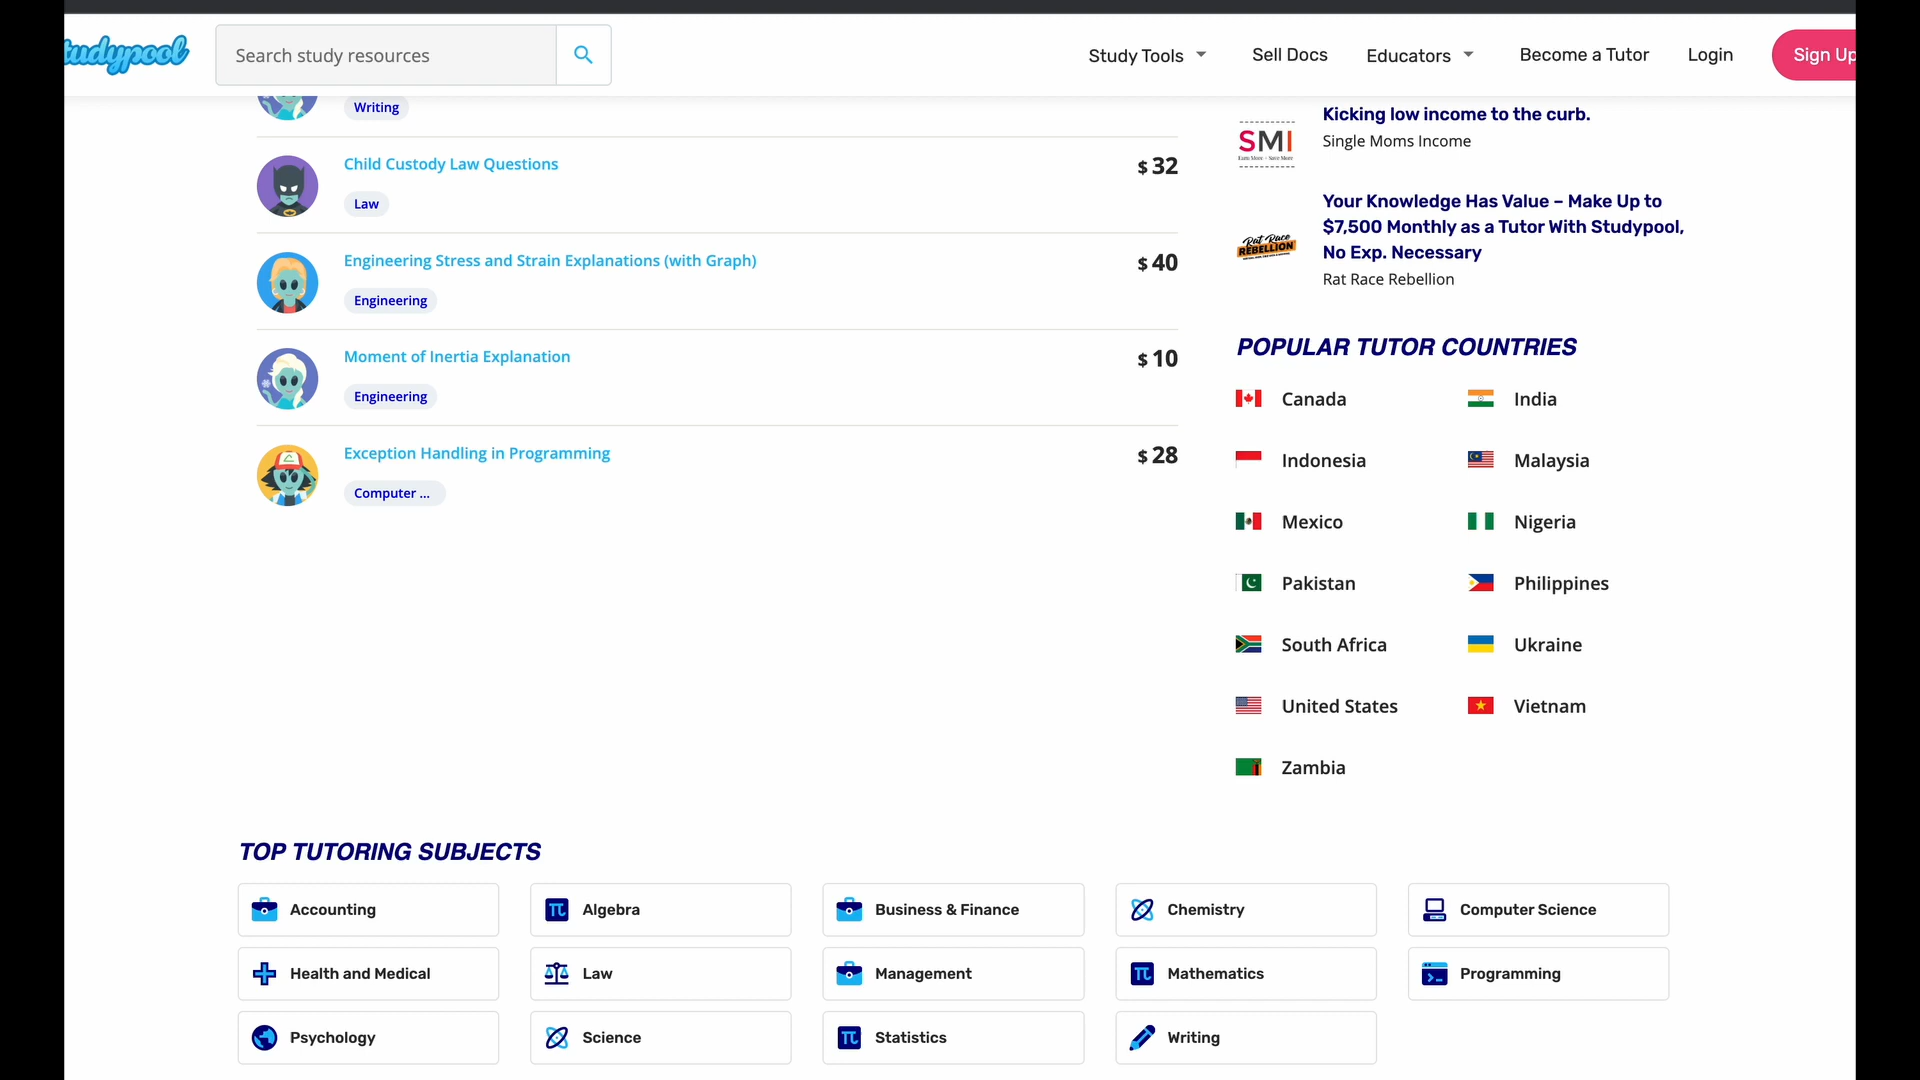 studypool
Search study resources
Study Tools
Sell Docs
Educators
Become a Tutor
Login
Sign Up
Writing
Child Custody Law Questions
$ 32
Law
Engineering Stress and Strain Explanations (with Graph)
$ 40
Engineering
Moment of Inertia Explanation
$ 10
Engineering
Exception Handling in Programming
$ 28
Computer ...
SMI
Earn More - Save More
Kicking low income to the curb.
Single Moms Income
Rat Race
REBELLION
Your Knowledge Has Value – Make Up to
$7,500 Monthly as a Tutor With Studypool,
No Exp. Necessary
Rat Race Rebellion
POPULAR TUTOR COUNTRIES
Canada
India
Indonesia
Malaysia
Mexico
Nigeria
Pakistan
Philippines
South Africa
Ukraine
United States
Vietnam
Zambia
TOP TUTORING SUBJECTS
Accounting
Algebra
Business & Finance
Chemistry
Computer Science
Health and Medical
Law
Management
Mathematics
Programming
Psychology
Science
Statistics
Writing